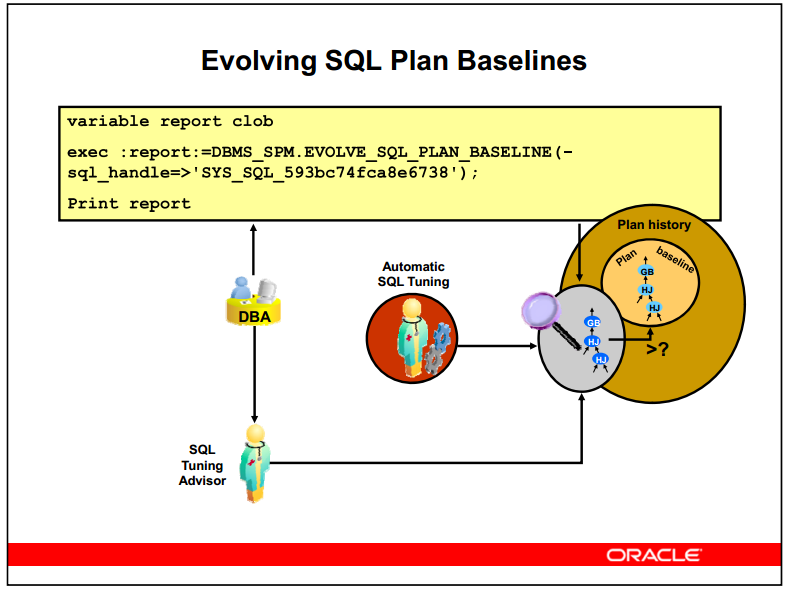 Evolving SQL Plan Baselines
variable report clob
exec :report:=DBMS_SPM.EVOLVE_SQL_PLAN_BASELINE(-
sql_handle=>'SYS_SQL_593bc74fca8e6738');
Print report
Plan history
Plan baseline
GB
HJ
HJ
Automatic
SQL Tuning
DBA
GB
HJ
HJ
>?
SQL
Tuning
Advisor
ORACLE